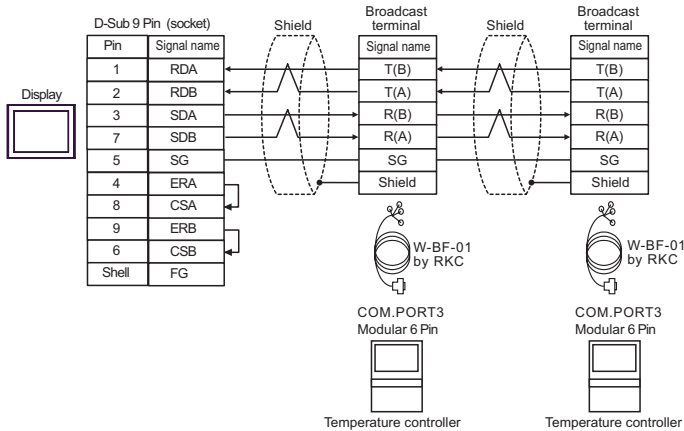 Display
D-Sub 9 Pin (socket)
Pin Signal name
1 RDA
2 RDB
3 SDA
7 SDB
5 SG
4 ERA
8 CSA
9 ERB
6 CSB
Shell FG
Shield
Broadcast
terminal
Signal name
T(B)
T(A)
R(B)
R(A)
SG
Shield
W-BF-01
by RKC
COM.PORT3
Modular 6 Pin
Temperature controller
Shield
Broadcast
terminal
Signal name
T(B)
T(A)
R(B)
R(A)
SG
Shield
W-BF-01
by RKC
COM.PORT3
Modular 6 Pin
Temperature controller